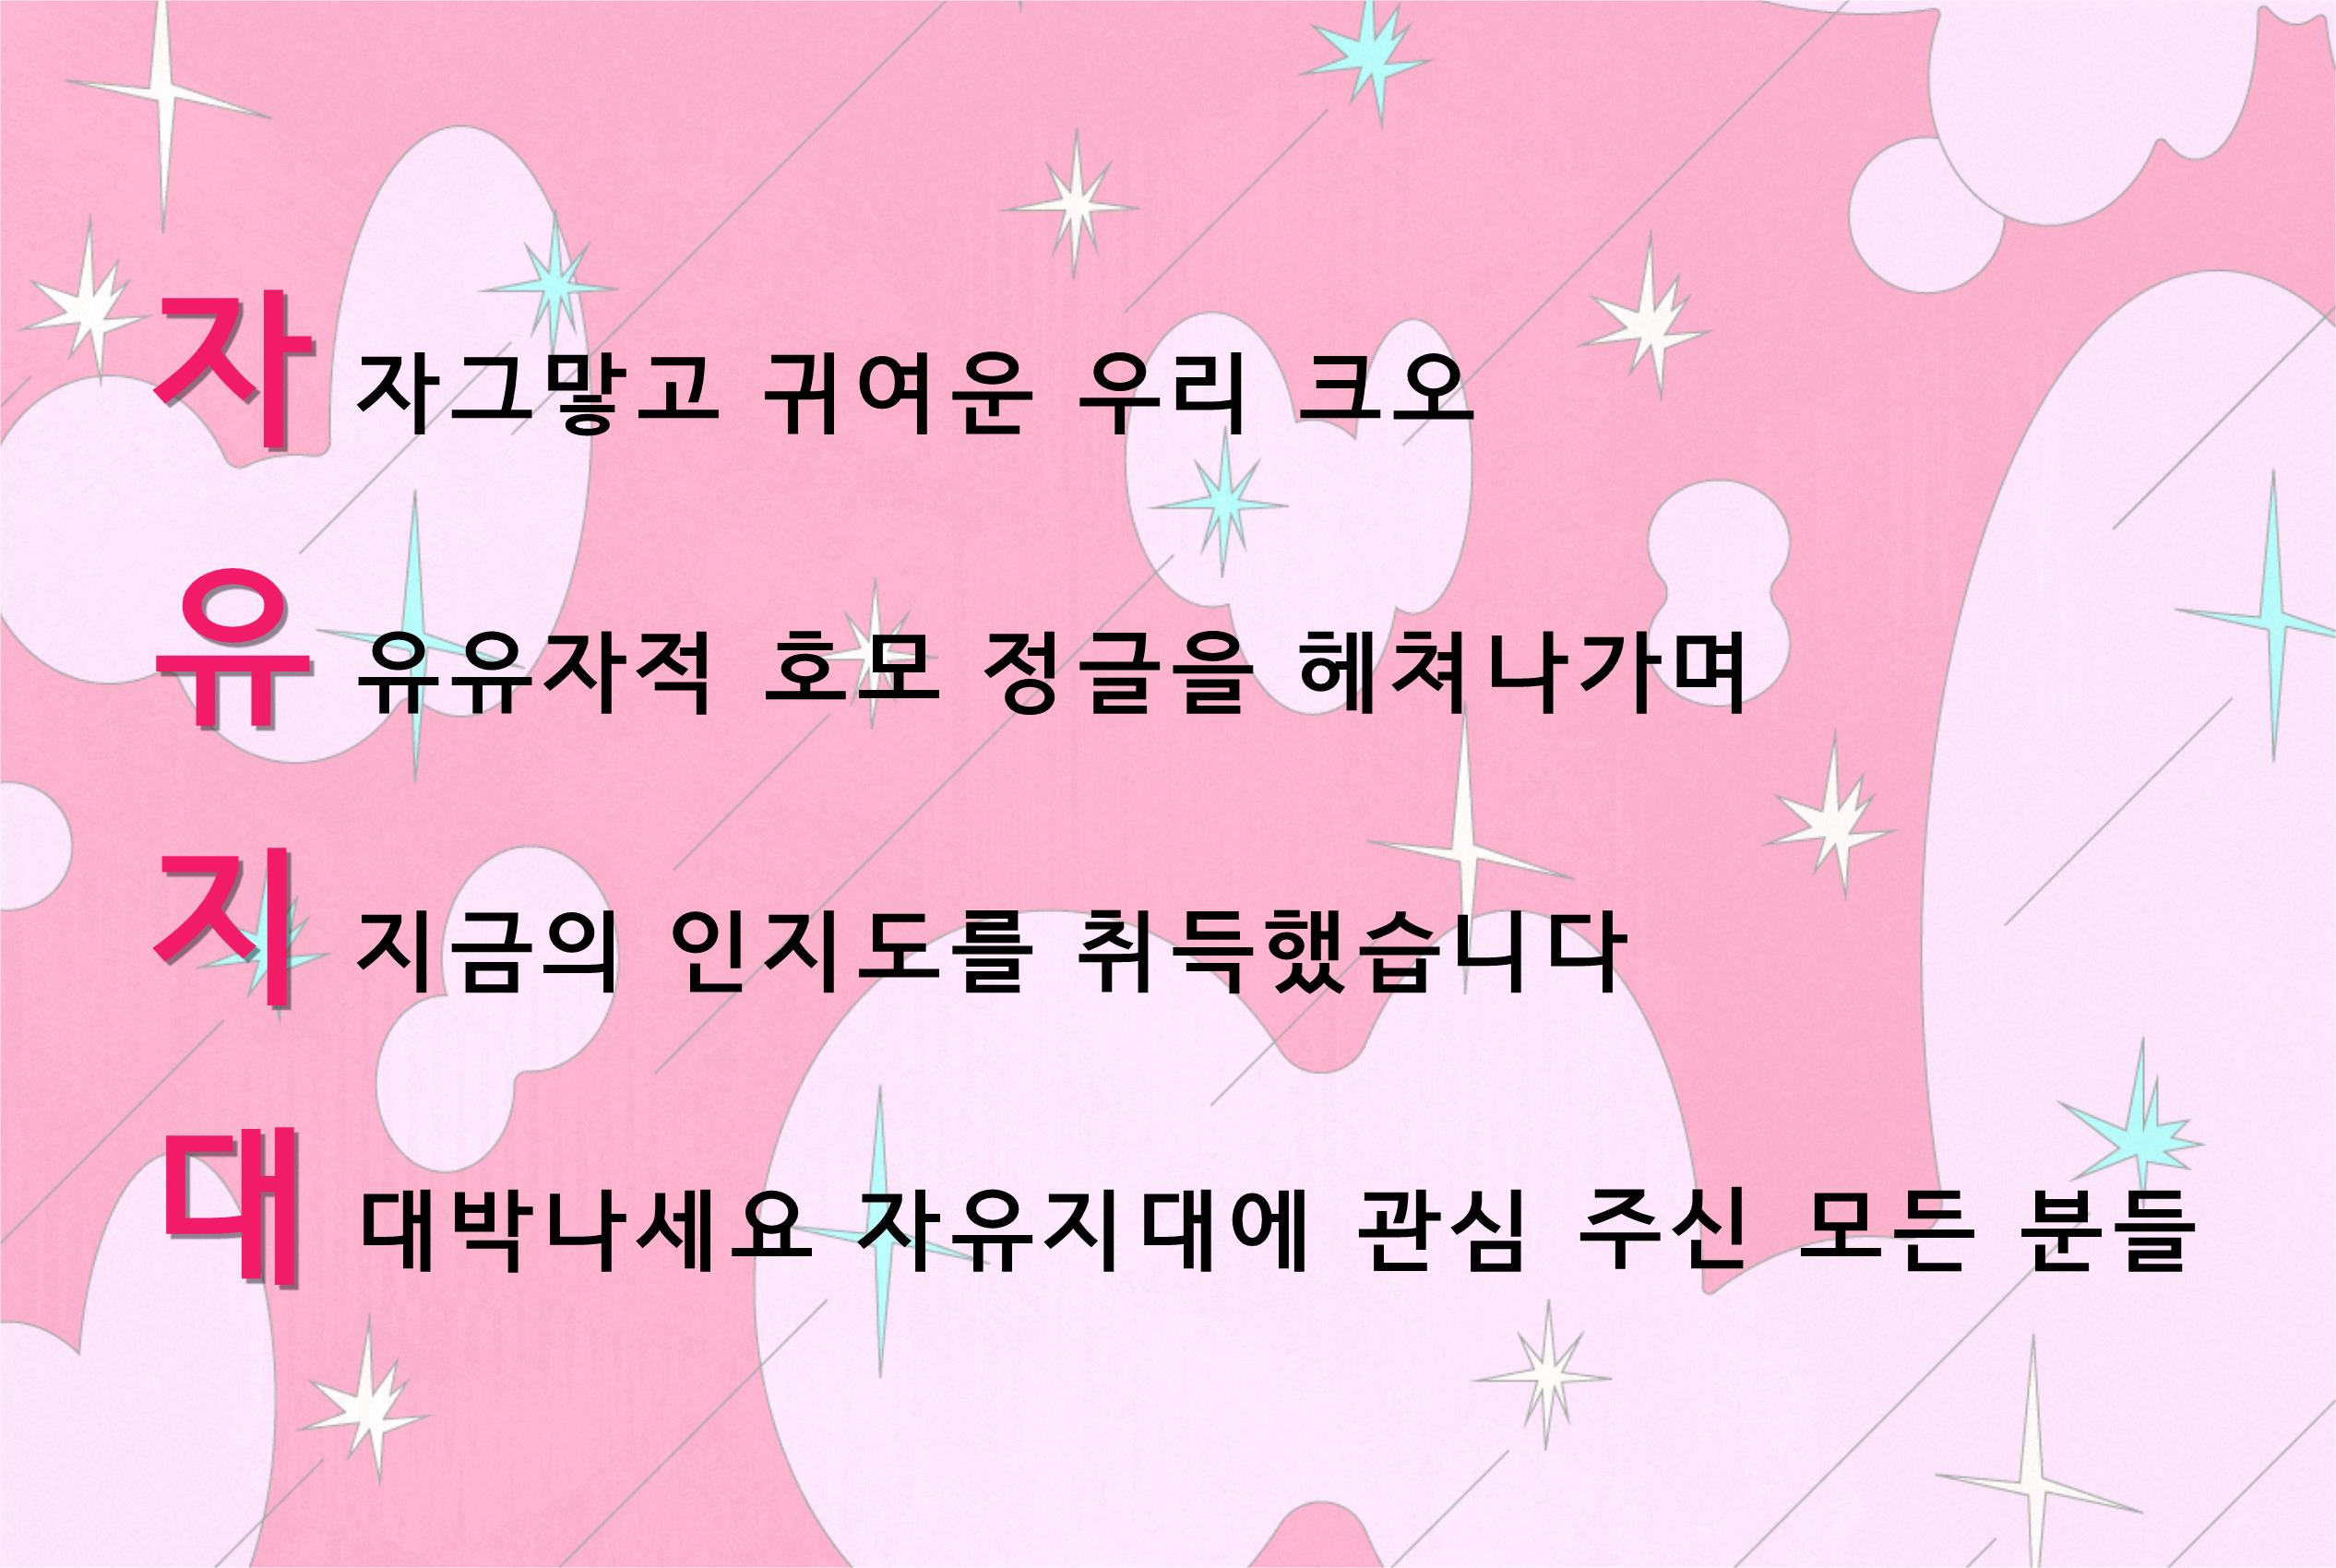 자 자그맣고 귀여운 우리 크오
유 유유자적 호모 정글을 헤쳐나가며
지 지금의 인지도를 취득했습니다
대 대박나세요 자유지대에 관심 주신 모든 분들